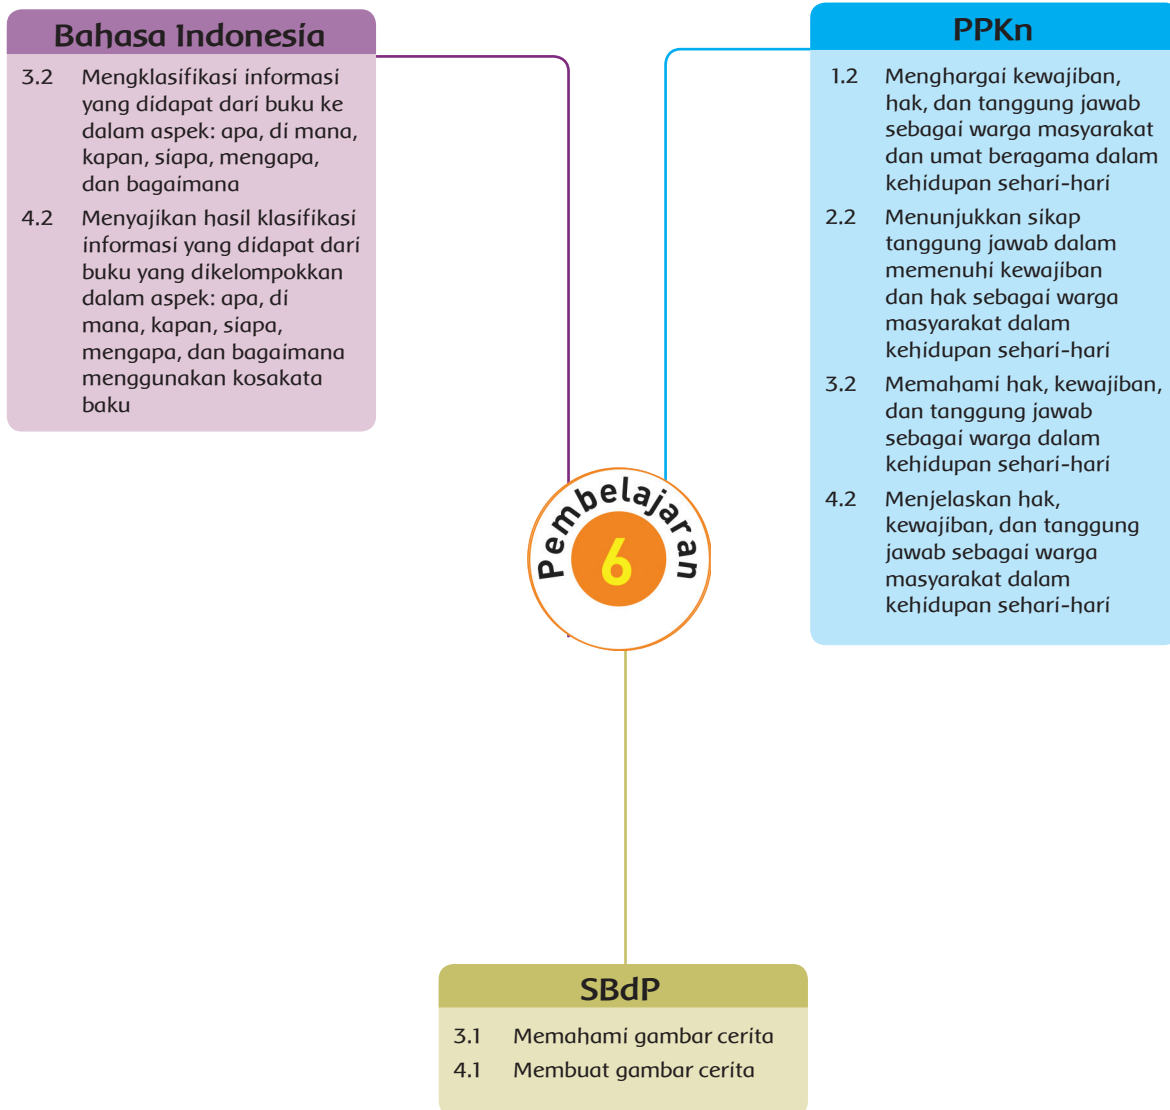 Bahasa Indonesia
3.2 Mengklasifikasi informasi
yang didapat dari buku ke
dalam aspek: apa, di mana,
kapan, siapa, mengapa,
dan bagaimana
4.2 Menyajikan hasil klasifikasi
informasi yang didapat dari
buku yang dikelompokkan
dalam aspek: apa, di
mana, kapan, siapa,
mengapa, dan bagaimana
menggunakan kosakata
baku
PPKn
1.2 Menghargai kewajiban,
hak, dan tanggung jawab
sebagai warga masyarakat
dan umat beragama dalam
kehidupan sehari-hari
2.2 Menunjukkan sikap
tanggung jawab dalam
memenuhi kewajiban
dan hak sebagai warga
masyarakat dalam
kehidupan sehari-hari
3.2 Memahami hak, kewajiban,
dan tanggung jawab
sebagai warga dalam
kehidupan sehari-hari
4.2 Menjelaskan hak,
kewajiban, dan tanggung
jawab sebagai warga
masyarakat dalam
kehidupan sehari-hari
Pembelajaran
6
SBdP
3.1 Memahami gambar cerita
4.1 Membuat gambar cerita